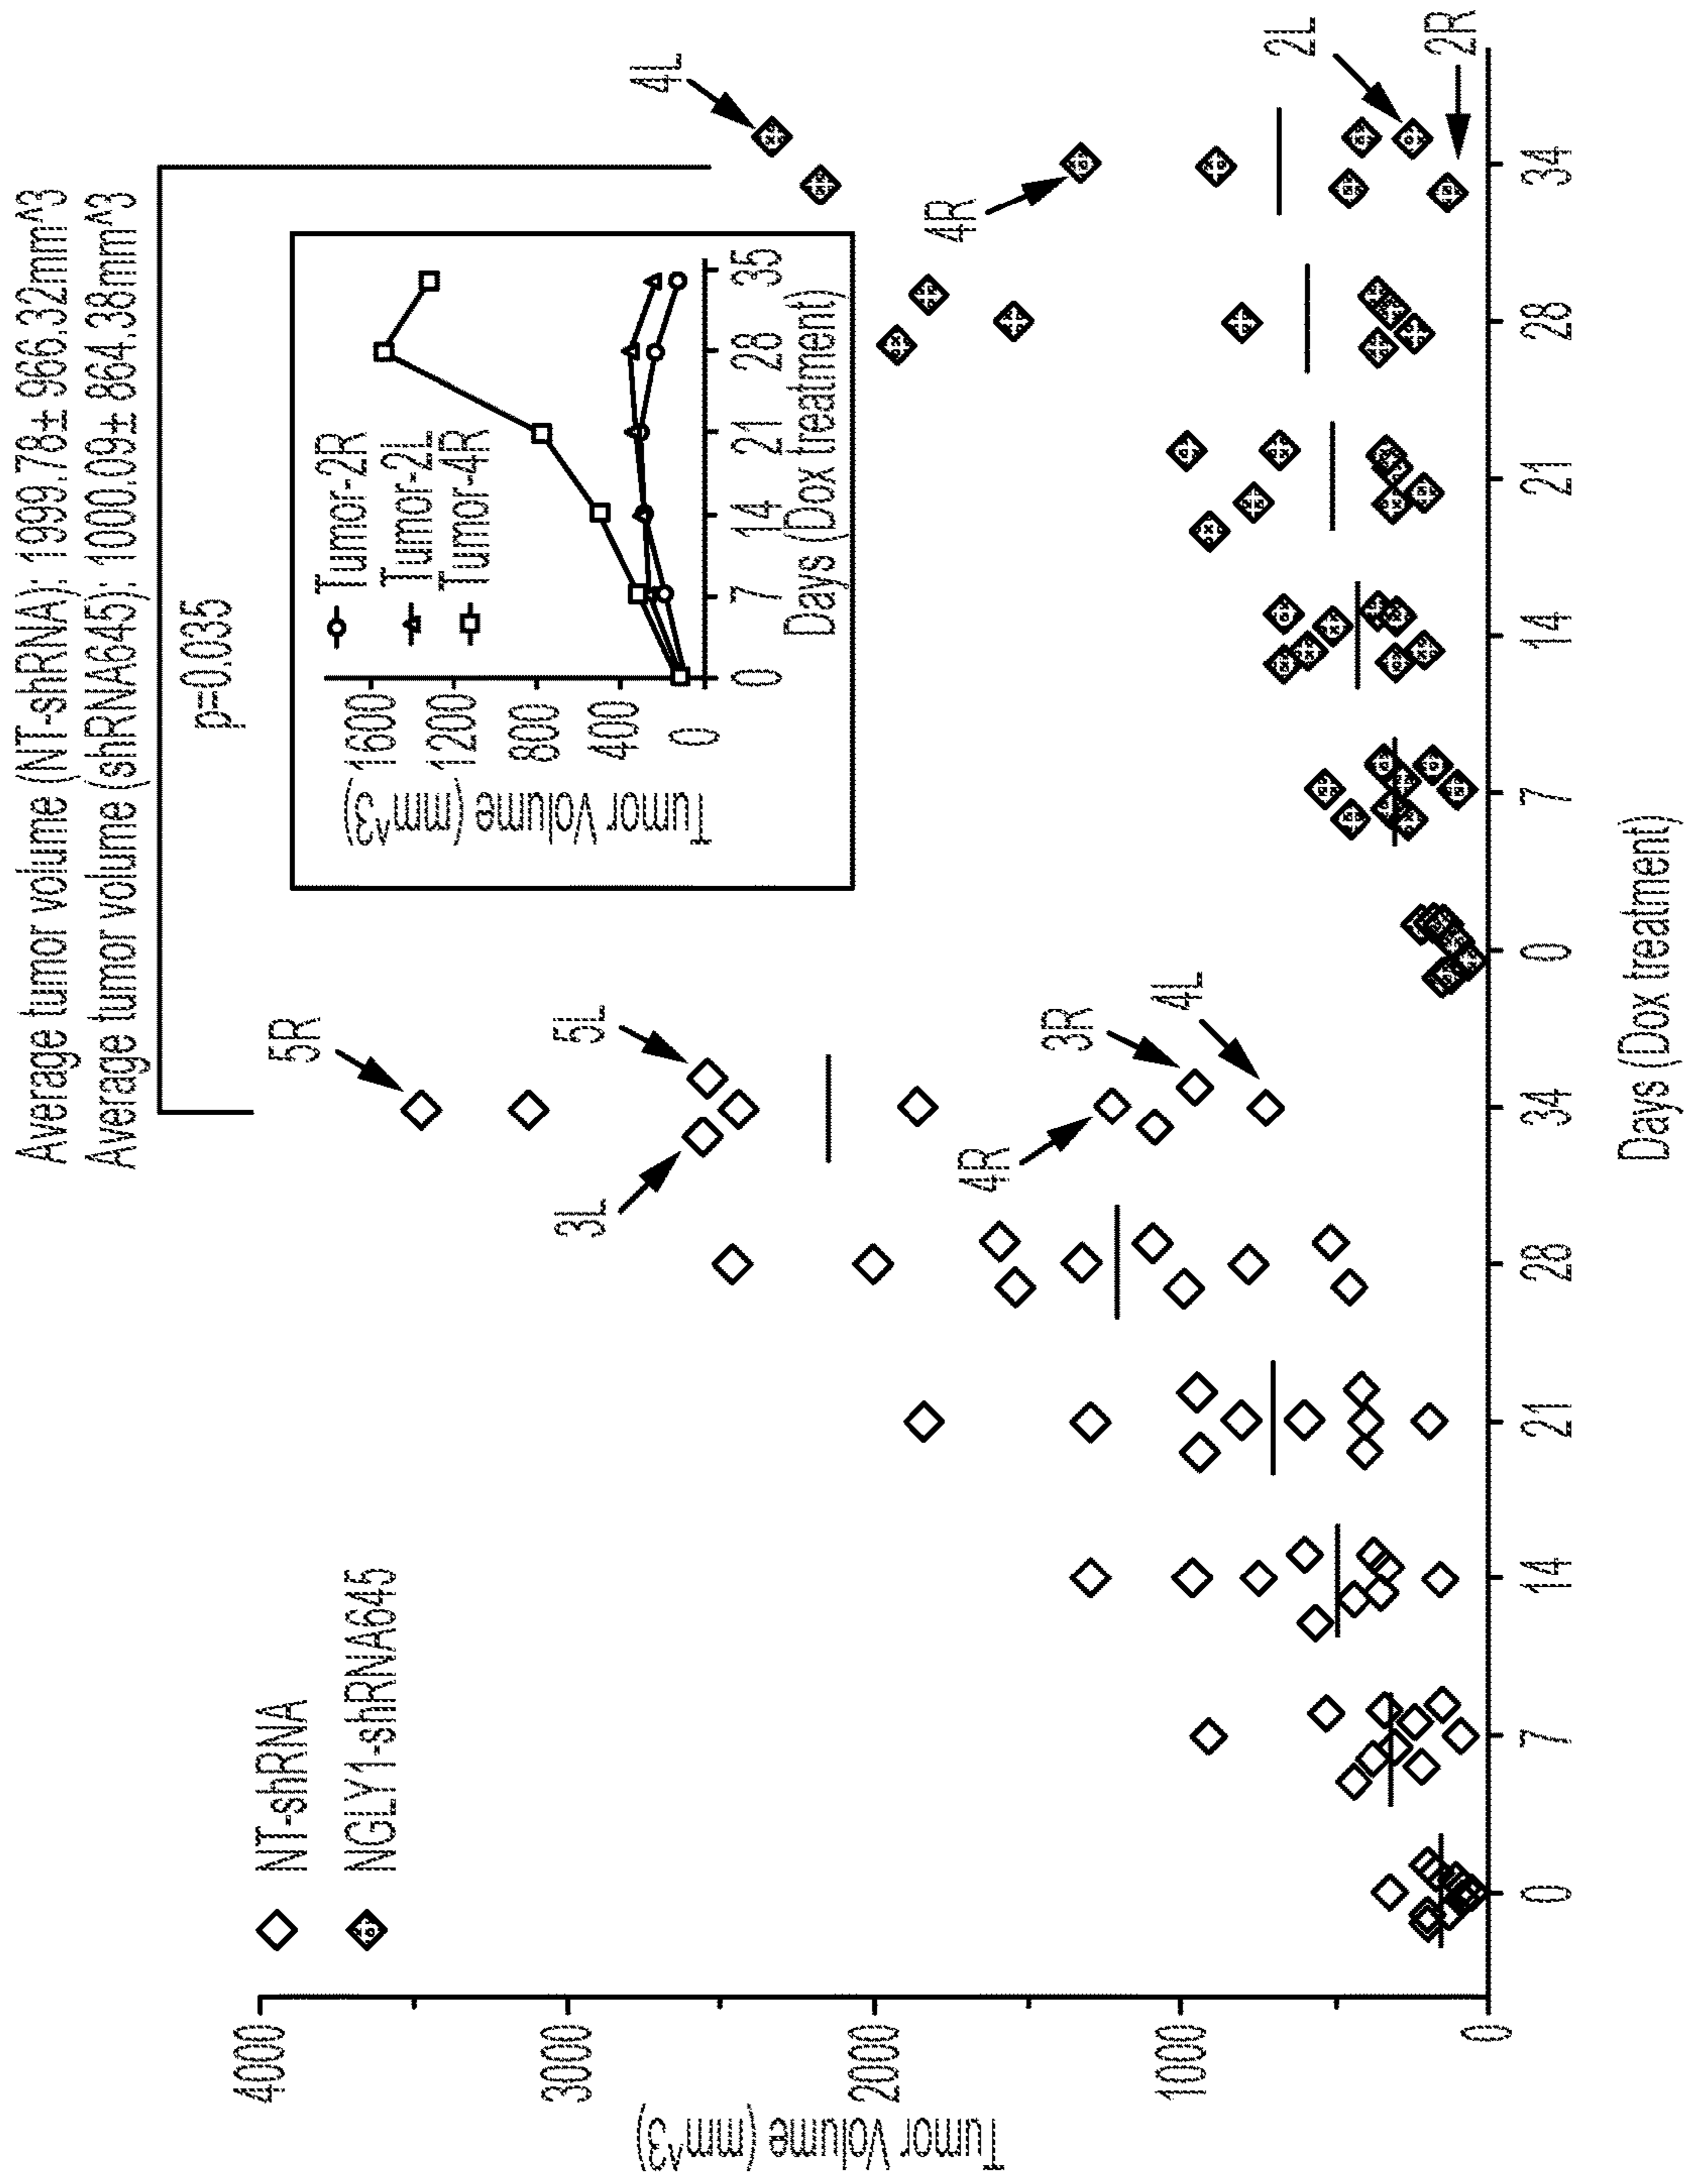 Average tumor volume (NT-shRNA): 1999.78± 966.32mm^3
Average tumor volume (shRNA645): 1000.09± 864.38mm^3
p=0.035
NT-shRNA
NGLY1-shRNA645
Tumor Volume (mm^3)
4000
3000
2000
1000
0
5R
5L
3L
4R
3R
4L
4L
4R
2L
2R
Tumor Volume (mm^3)
1600
1200
800
400
0
Tumor-2R
Tumor-2L
Tumor-4R
0 7 14 21 28 35
Days (Dox treatment)
0 7 14 21 28 34 0 7 14 21 28 34
Days (Dox treatment)